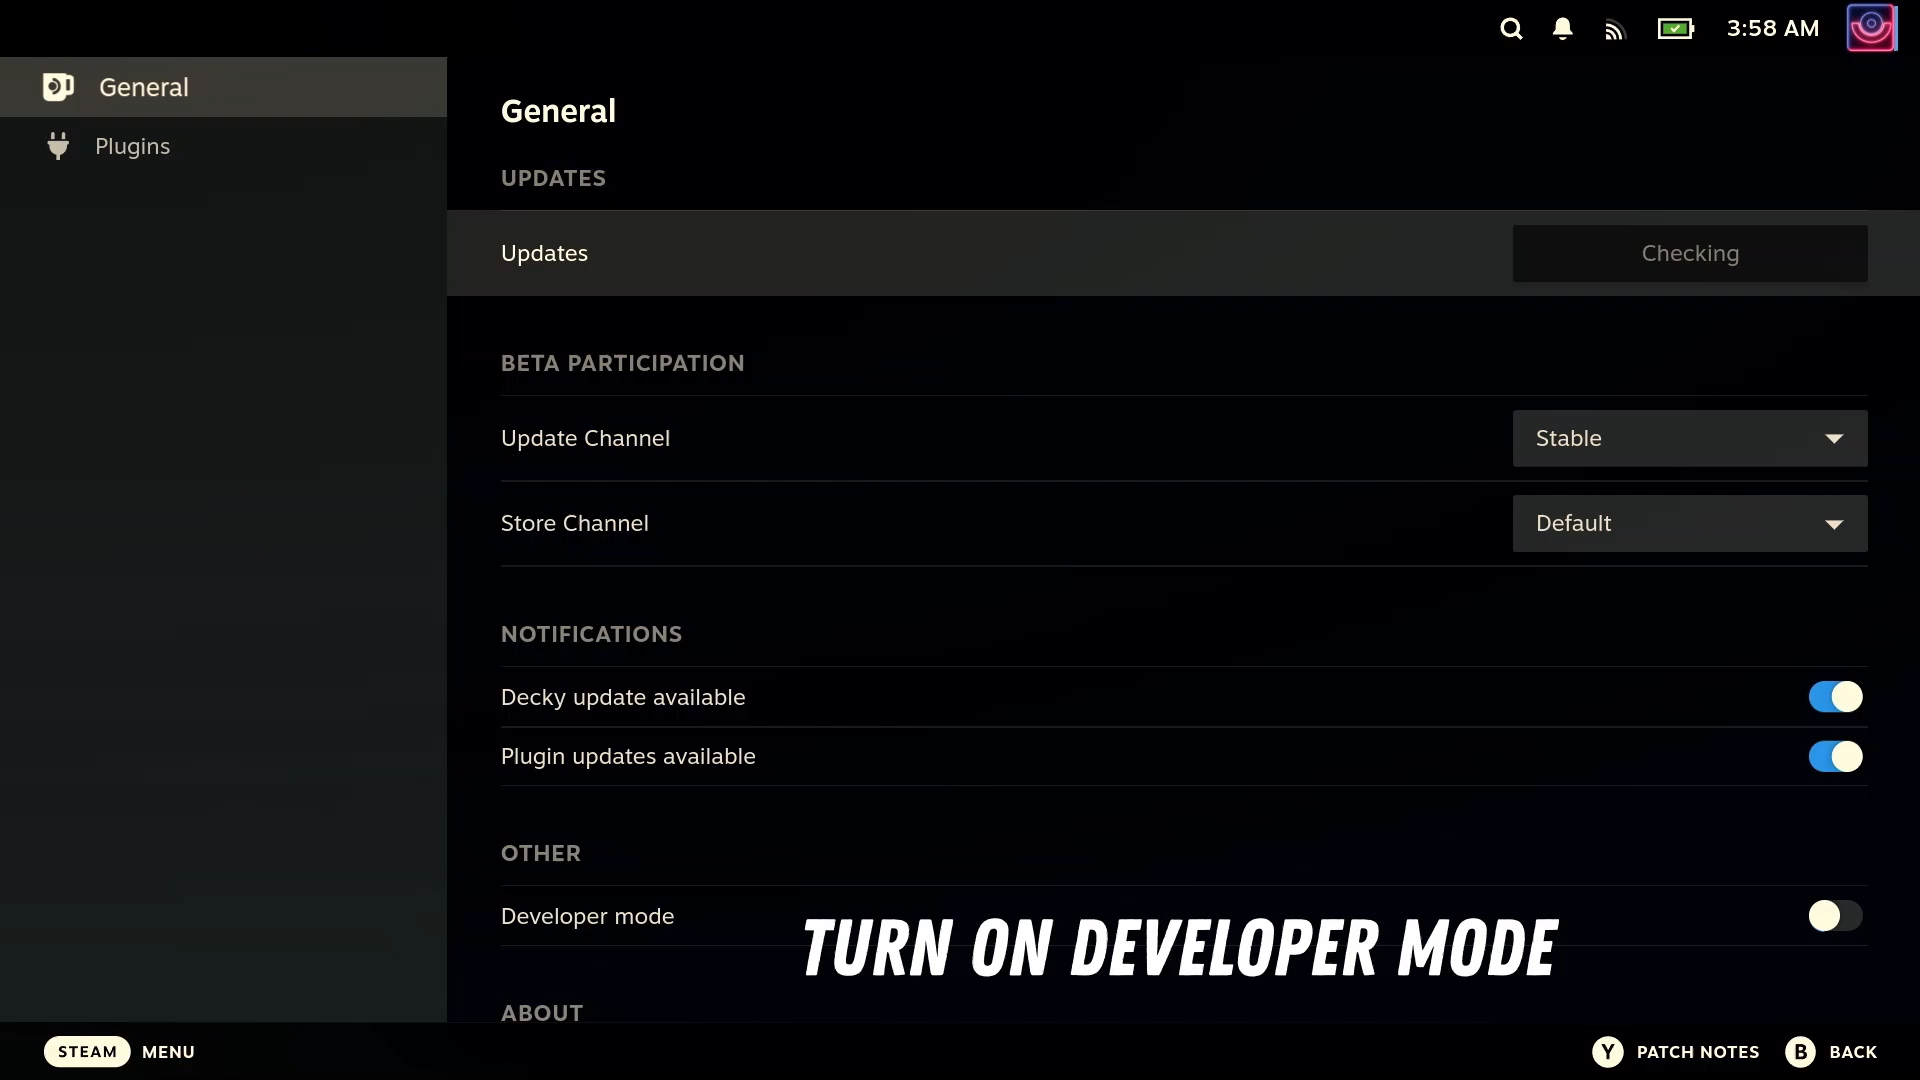 3:58 AM
General
Plugins
General
UPDATES
Updates
Checking
BETA PARTICIPATION
Update Channel
Stable
Store Channel
Default
NOTIFICATIONS
Decky update available
Plugin updates available
OTHER
Developer mode
TURN ON DEVELOPER MODE
ABOUT
STEAM MENU
Y PATCH NOTES B BACK